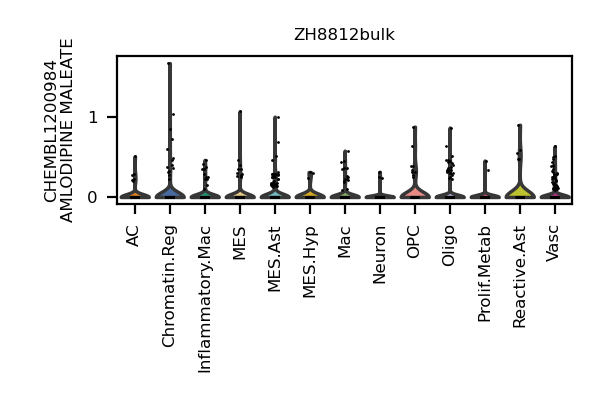 ZH8812bulk
CHEMBL1200984
AMLODIPINE MALEATE
1
0
AC
Chromatin.Reg
Inflammatory.Mac
MES
MES.Ast
MES.Hyp
Mac
Neuron
OPC
Oligo
Prolif.Metab
Reactive.Ast
Vasc